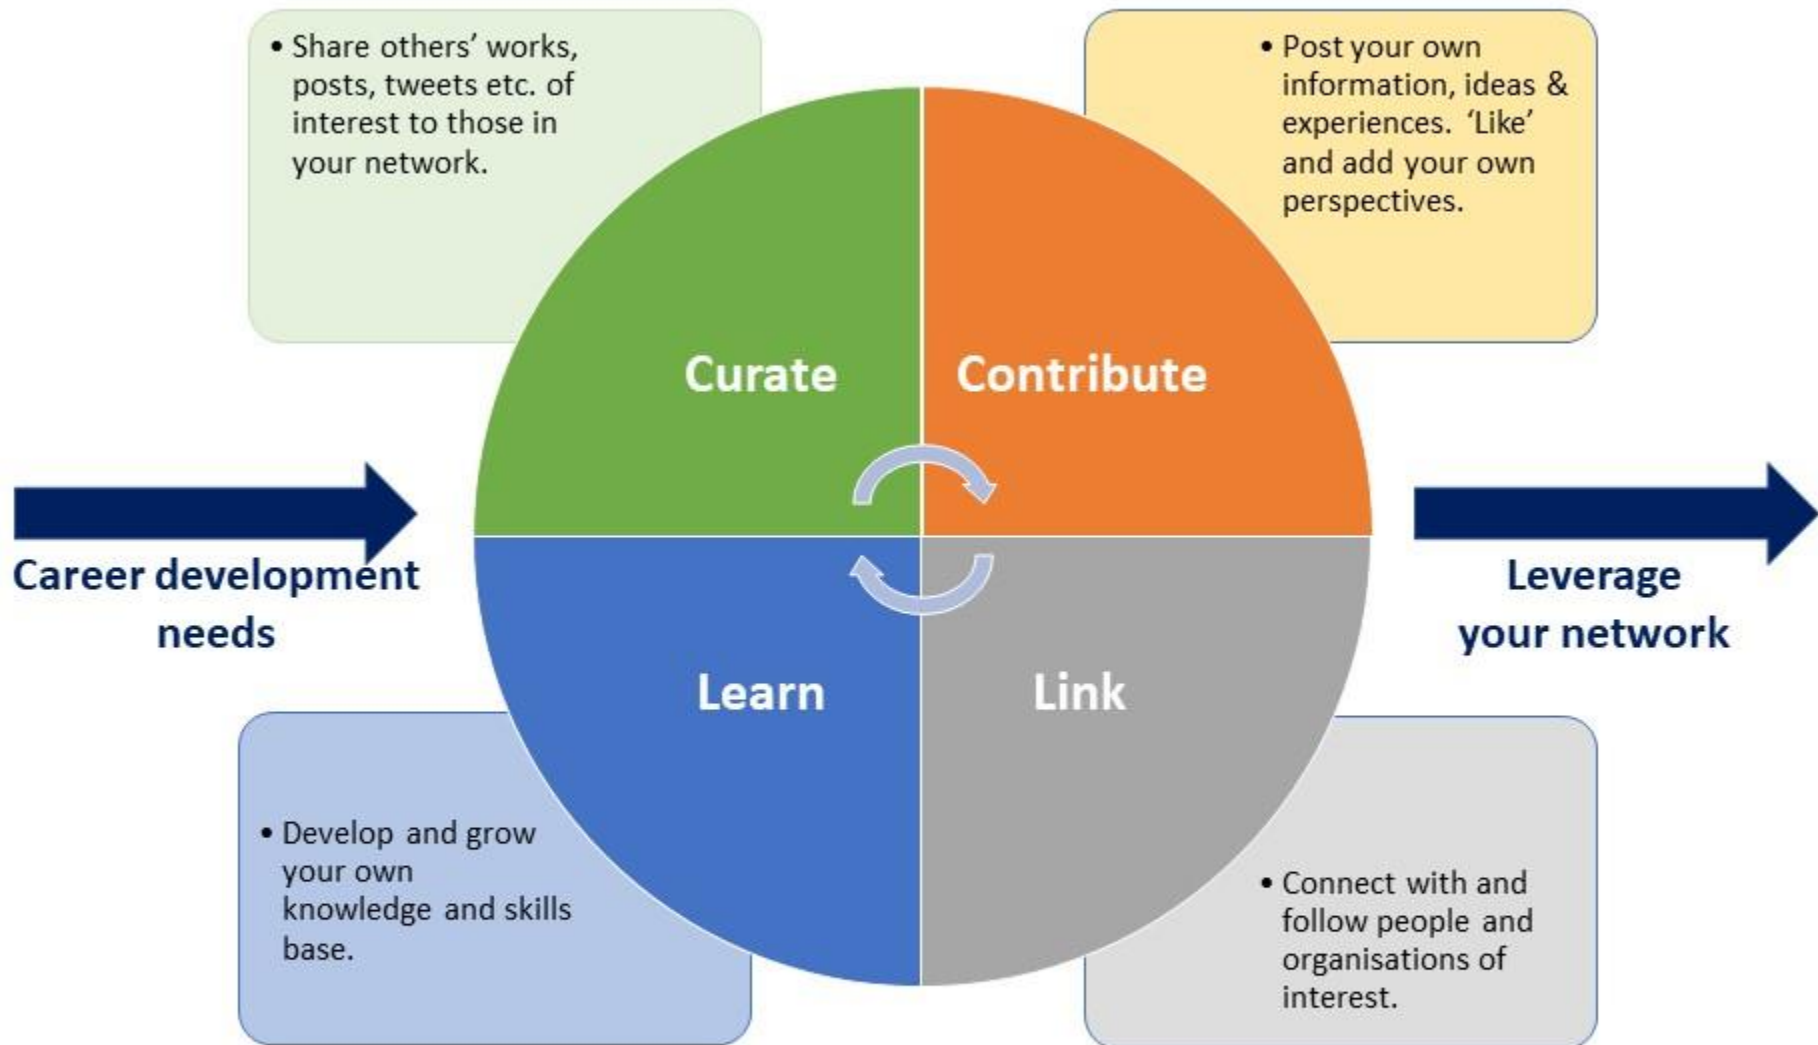 • Share others’ works,
posts, tweets etc. of
interest to those in
your network.
• Post your own
information, ideas &
experiences. ‘Like’
and add your own
perspectives.
Curate
Contribute
Career development
needs
Leverage
your network
Learn
Link
• Develop and grow
your own
knowledge and skills
base.
• Connect with and
follow people and
organisations of
interest.